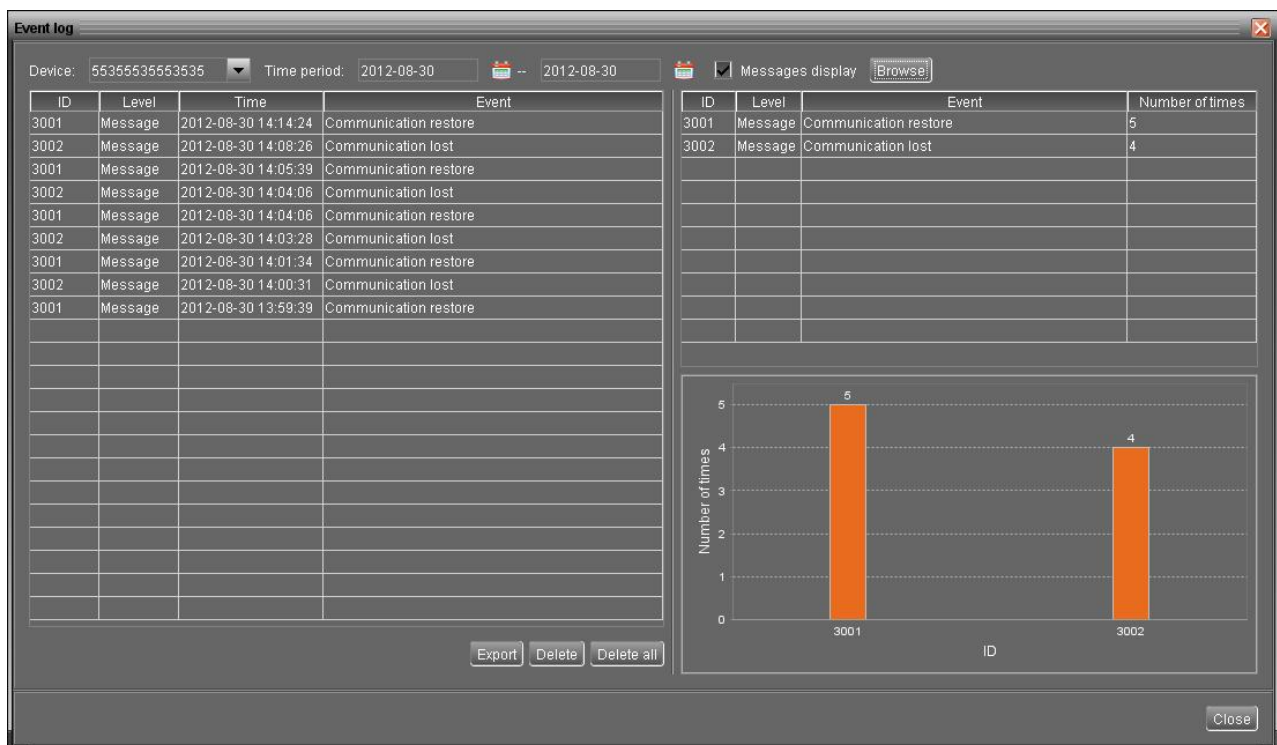 Event log
Device: 55355535553535 Time period: 2012-08-30 -- 2012-08-30 Messages display Browse
ID Level Time Event
3001 Message 2012-08-30 14:14:24 Communication restore
3002 Message 2012-08-30 14:08:26 Communication lost
3001 Message 2012-08-30 14:05:39 Communication restore
3002 Message 2012-08-30 14:04:06 Communication lost
3001 Message 2012-08-30 14:04:06 Communication restore
3002 Message 2012-08-30 14:03:28 Communication lost
3001 Message 2012-08-30 14:01:34 Communication restore
3002 Message 2012-08-30 14:00:31 Communication lost
3001 Message 2012-08-30 13:59:39 Communication restore
Export Delete Delete all
ID Level Event Number of times
3001 Message Communication restore 5
3002 Message Communication lost 4
Number of times
5
4
3
2
1
0
5
4
3001 3002
ID
Close